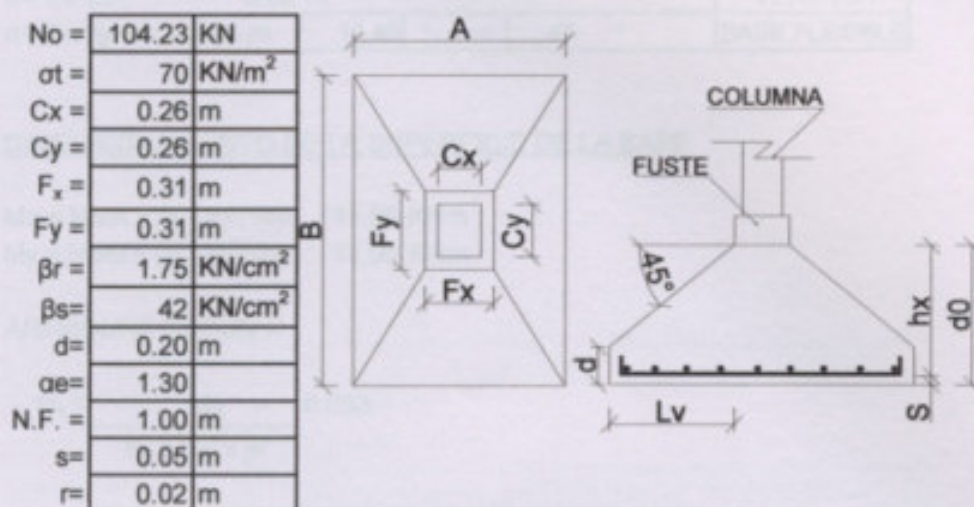 No = 104.23 KN
σt = 70 KN/m²
Cx = 0.26 m
Cy = 0.26 m
Fx = 0.31 m
Fy = 0.31 m
βr = 1.75 KN/cm²
βs= 42 KN/cm²
d= 0.20 m
αe= 1.30
N.F. = 1.00 m
s= 0.05 m
r= 0.02 m
A
B
Cx
Fy
Cy
Fx
COLUMNA
FUSTE
45°
hx
d0
d
Lv
S